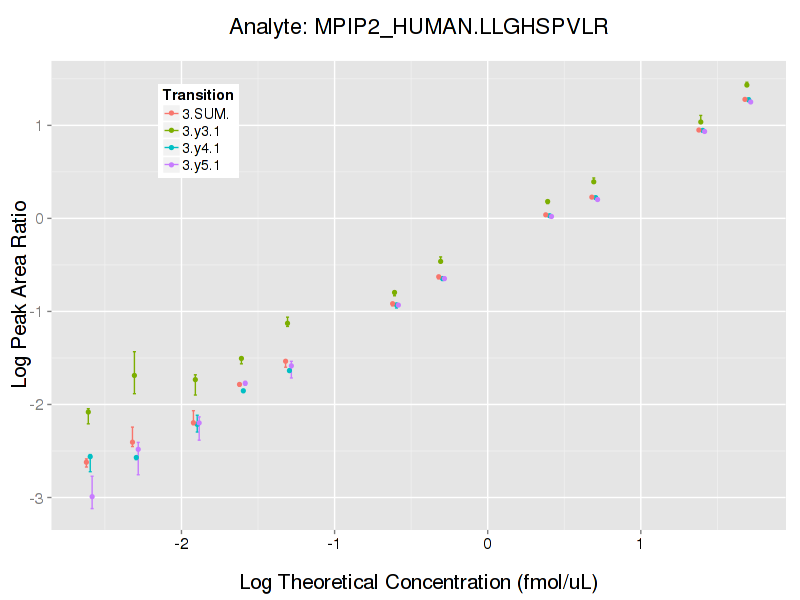 Analyte: MPIP2_HUMAN.LLGHSPVLR
Transition
3.SUM.
3.y3.1
3.y4.1
3.y5.1
Log Peak Area Ratio
1
0
-1
-2
-3
-2
-1
0
1
Log Theoretical Concentration (fmol/uL)